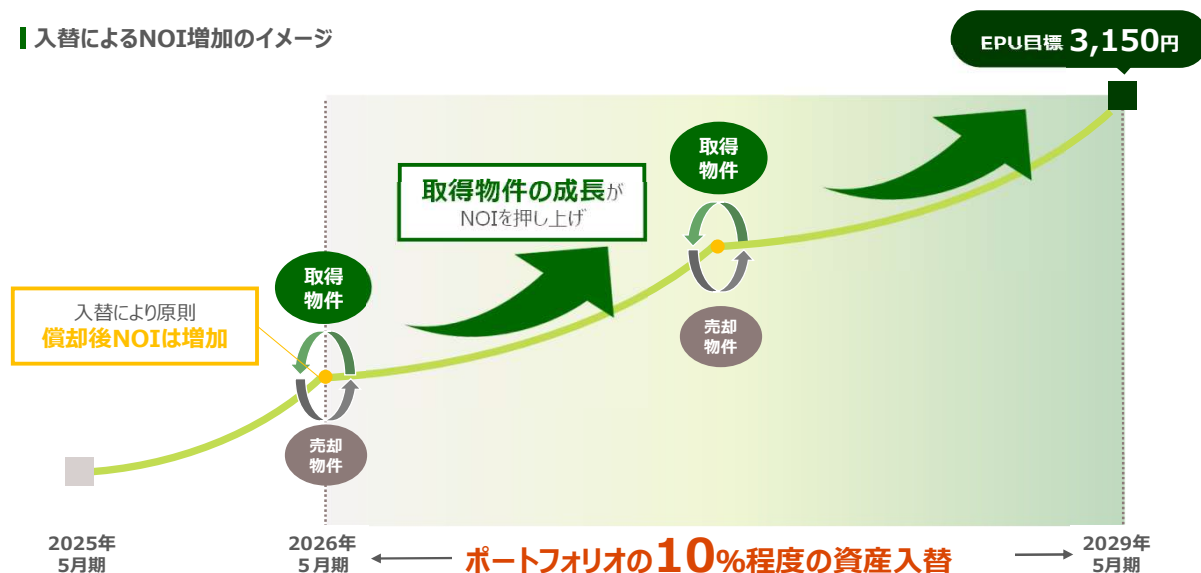 入替によるNOI増加のイメージ
EPU目標 3,150円
取得
物件
取得物件の成長が
NOIを押し上げ
取得
物件
入替により原則
償却後NOIは増加
売却
物件
売却
物件
2025年
5月期
2026年
5月期
ポートフォリオの10%程度の資産入替
2029年
5月期